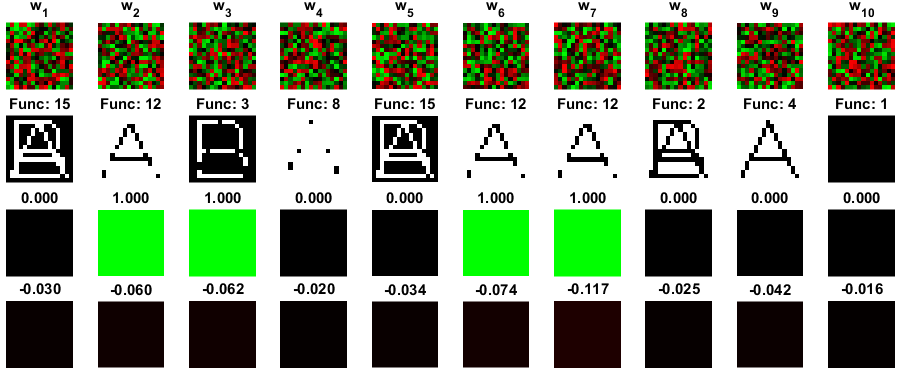 w1 w2 w3 w4 w5 w6 w7 w8 w9 w10
Func: 15 Func: 12 Func: 3 Func: 8 Func: 15 Func: 12 Func: 12 Func: 2 Func: 4 Func: 1
0.000 1.000 1.000 0.000 0.000 1.000 1.000 0.000 0.000 0.000
-0.030 -0.060 -0.062 -0.020 -0.034 -0.074 -0.117 -0.025 -0.042 -0.016